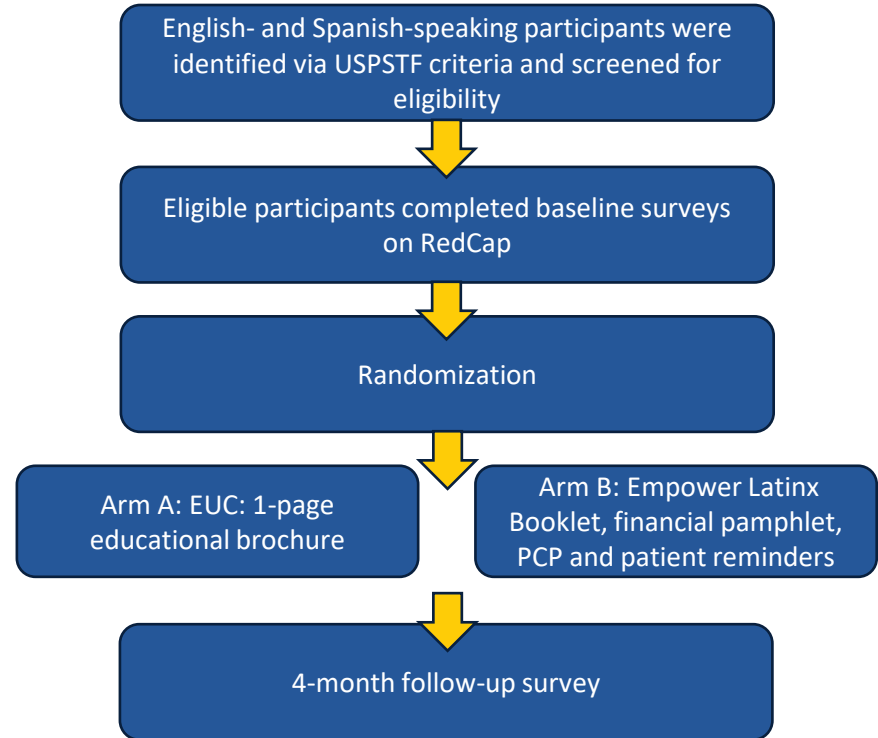 English- and Spanish-speaking participants were
identified via USPSTF criteria and screened for
eligibility
Eligible participants completed baseline surveys
on RedCap
Randomization
Arm A: EUC: 1-page
educational brochure
Arm B: Empower Latinx
Booklet, financial pamphlet,
PCP and patient reminders
4-month follow-up survey